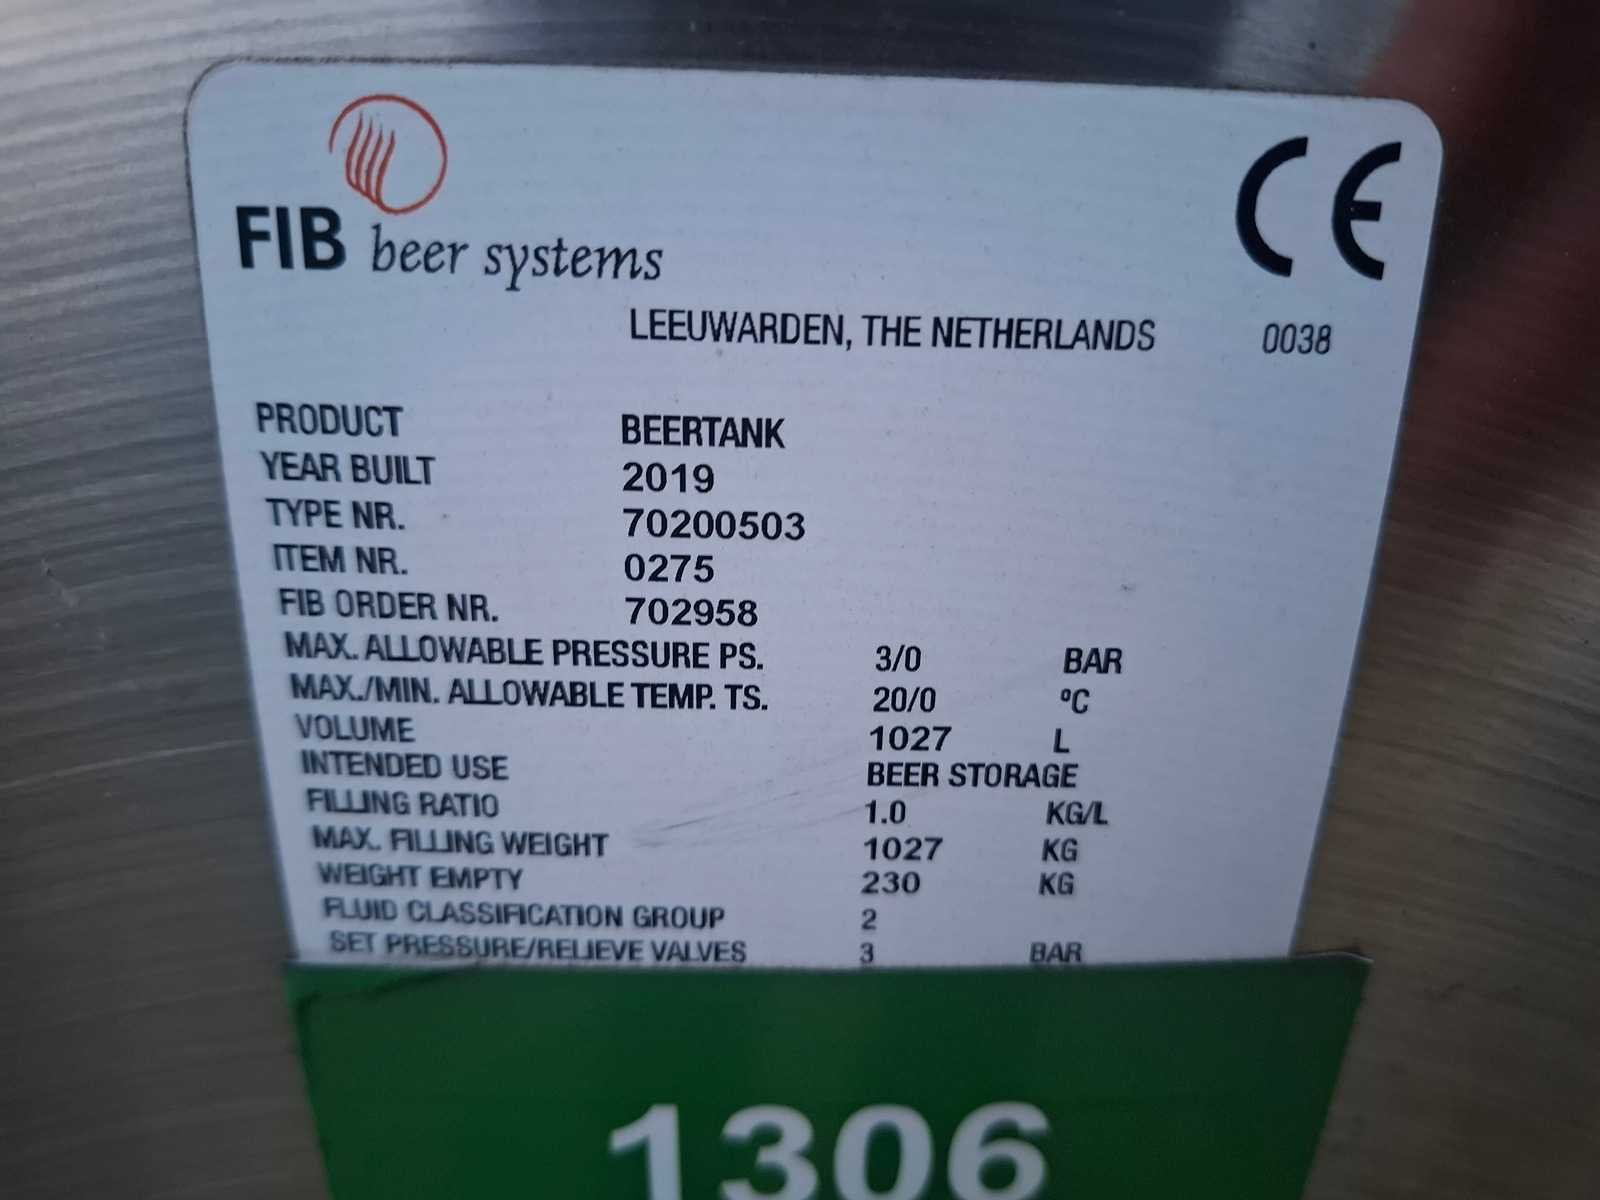 FIB beer systems
CE
LEEUWARDEN, THE NETHERLANDS 0038
PRODUCT BEERTANK
YEAR BUILT 2019
TYPE NR. 70200503
ITEM NR. 0275
FIB ORDER NR. 702958
MAX. ALLOWABLE PRESSURE PS. 3/0 BAR
MAX./MIN. ALLOWABLE TEMP. TS. 20/0 ºC
VOLUME 1027 L
INTENDED USE BEER STORAGE
FILLING RATIO 1.0 KG/L
MAX. FILLING WEIGHT 1027 KG
WEIGHT EMPTY 230 KG
FLUID CLASSIFICATION GROUP 2
SET PRESSURE/RELIEVE VALVES 3 BAR
1306